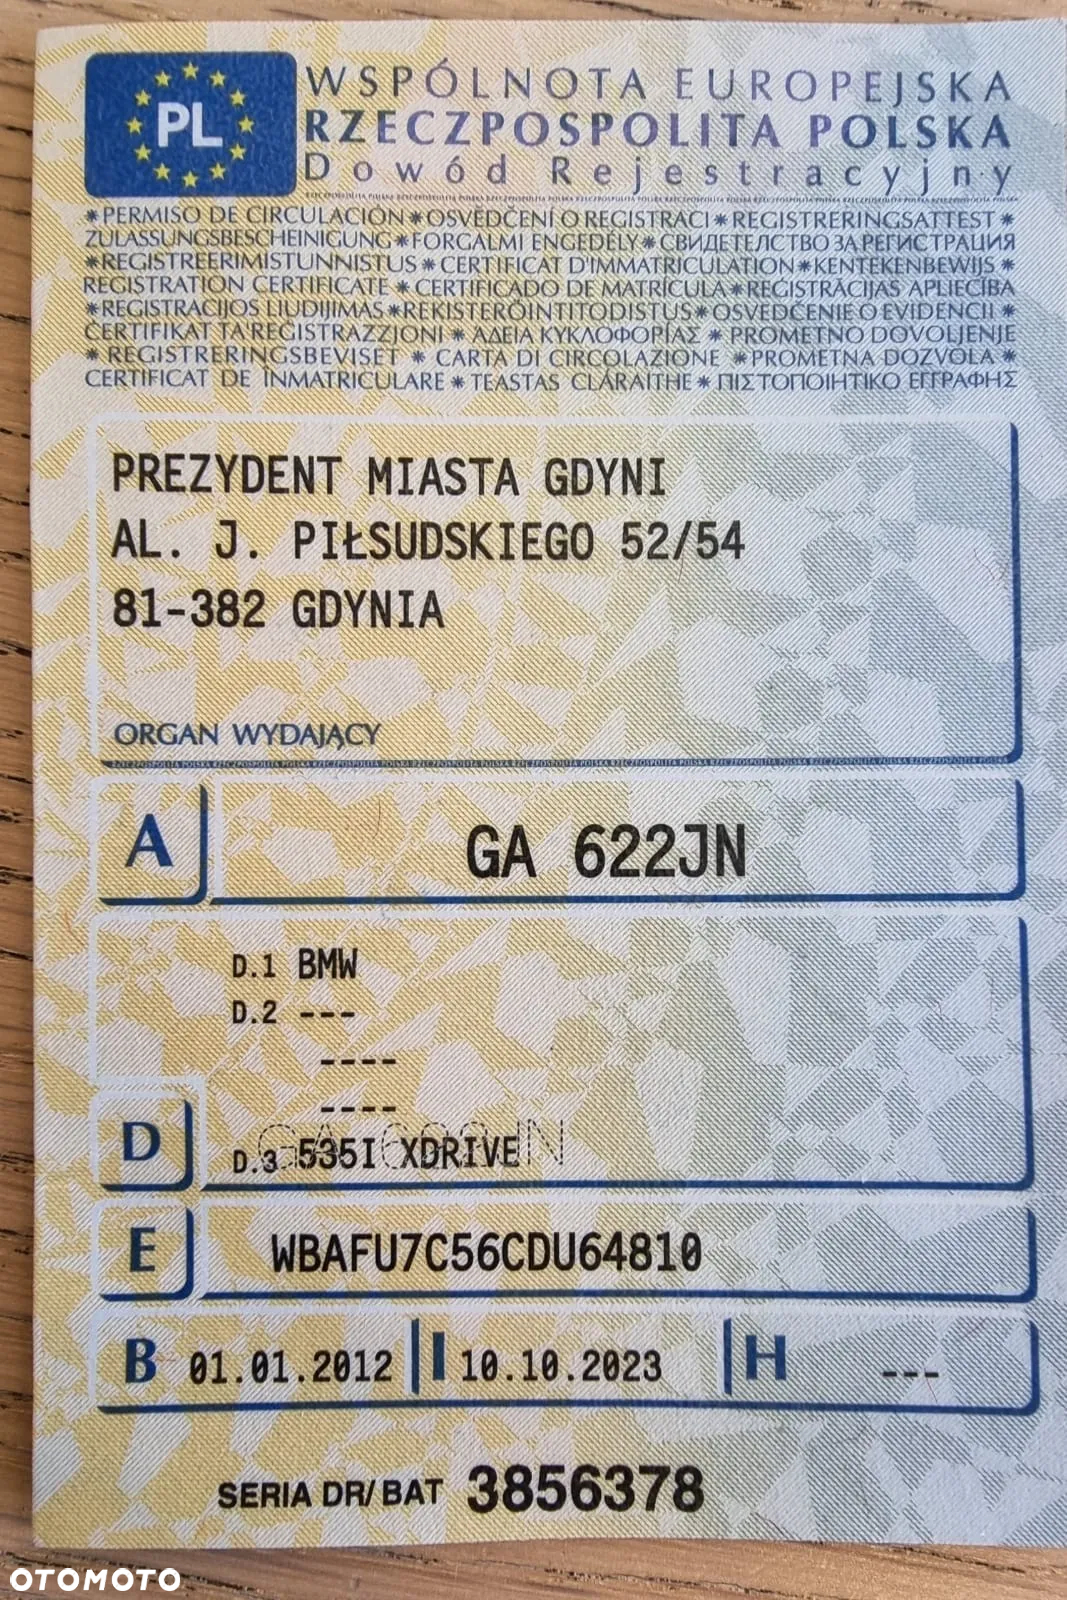 PL
WSPÓLNOTA EUROPEJSKA
RZECZPOSPOLITA POLSKA
Dowód Rejestracyjny
*PERMISO DE CIRCULACIÓN*OSVĚDČENÍ O REGISTRACI*REGISTRERINGSATTEST*
ZULASSUNGSBESCHEINIGUNG*FORGALMI ENGEDÉLY*СВИДЕТЕЛСТВО ЗА РЕГИСТРАЦИЯ
*REGISTREERIMISTUNNISTUS*CERTIFICAT D'IMMATRICULATION*KENTEKENBEWIJS*
REGISTRATION CERTIFICATE*CERTIFICADO DE MATRÍCULA*REĢISTRĀCIJAS APLIECĪBA
*REGISTRACIJOS LIUDIJIMAS*REKISTERÖINTITODISTUS*OSVEDČENIE O EVIDENCII*
ĊERTIFIKAT TA'REĠISTRAZZJONI*ΑΔΕΙΑ ΚΥΚΛΟΦΟΡΙΑΣ*PROMETNO DOVOLJENJE
*REGISTRERINGSBEVISET*CARTA DI CIRCOLAZIONE*PROMETNA DOZVOLA*
CERTIFICAT DE ÎNMATRICULARE*TEASTAS CLÁRAITHE*ΠΙΣΤΟΠΟΙΗΤΙΚΟ ΕΓΓΡΑΦΗΣ
PREZYDENT MIASTA GDYNI
AL. J. PIŁSUDSKIEGO 52/54
81-382 GDYNIA
ORGAN WYDAJĄCY
A GA 622JN
D.1 BMW
D.2 ---
----
----
GA 622JN
D D.3 535I XDRIVE
E WBAFU7C56CDU64810
B 01.01.2012 I 10.10.2023 H ---
SERIA DR/BAT 3856378
OTOMOTO